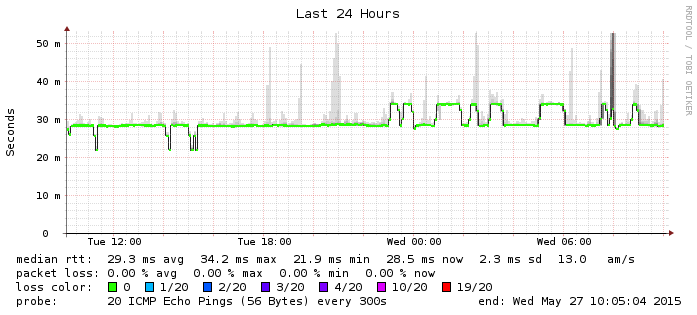 Last 24 Hours
RRDTOOL / TOBI OETIKER
Seconds
50 m
40 m
30 m
20 m
10 m
0
Tue 12:00 Tue 18:00 Wed 00:00 Wed 06:00
median rtt: 29.3 ms avg 34.2 ms max 21.9 ms min 28.5 ms now 2.3 ms sd 13.0 am/s
packet loss: 0.00 % avg 0.00 % max 0.00 % min 0.00 % now
loss color: 0 1/20 2/20 3/20 4/20 10/20 19/20
probe: 20 ICMP Echo Pings (56 Bytes) every 300s end: Wed May 27 10:05:04 2015